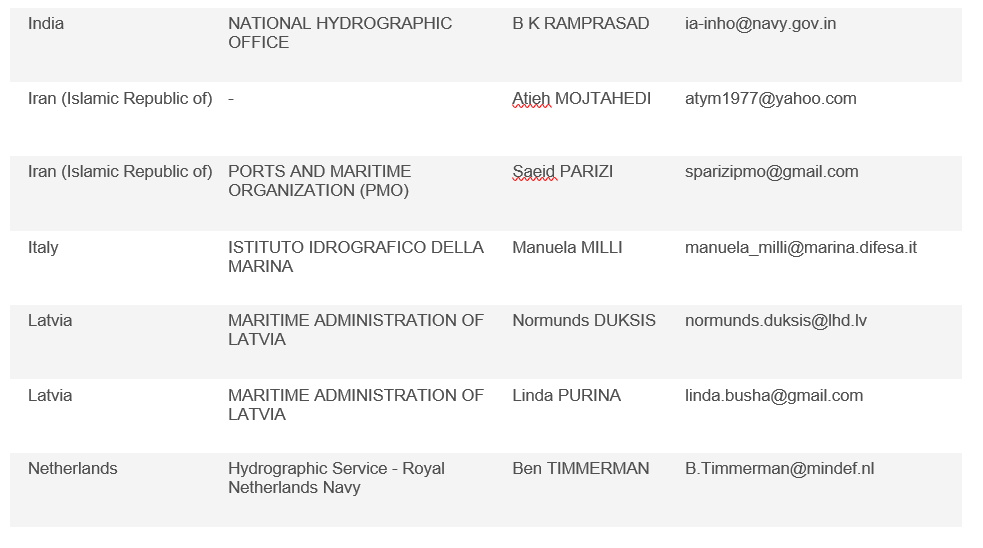 India NATIONAL HYDROGRAPHIC B K RAMPRASAD ia-inho@navy.gov.in
OFFICE
Iran (Islamic Republic of) - Atieh MOJTAHEDI atym1977@yahoo.com
Iran (Islamic Republic of) PORTS AND MARITIME Saeid PARIZI sparizipmo@gmail.com
ORGANIZATION (PMO)
Italy ISTITUTO IDROGRAFICO DELLA Manuela MILLI manuela_milli@marina.difesa.it
MARINA
Latvia MARITIME ADMINISTRATION OF Normunds DUKSIS normunds.duksis@lhd.lv
LATVIA
Latvia MARITIME ADMINISTRATION OF Linda PURINA linda.busha@gmail.com
LATVIA
Netherlands Hydrographic Service - Royal Ben TIMMERMAN B.Timmerman@mindef.nl
Netherlands Navy